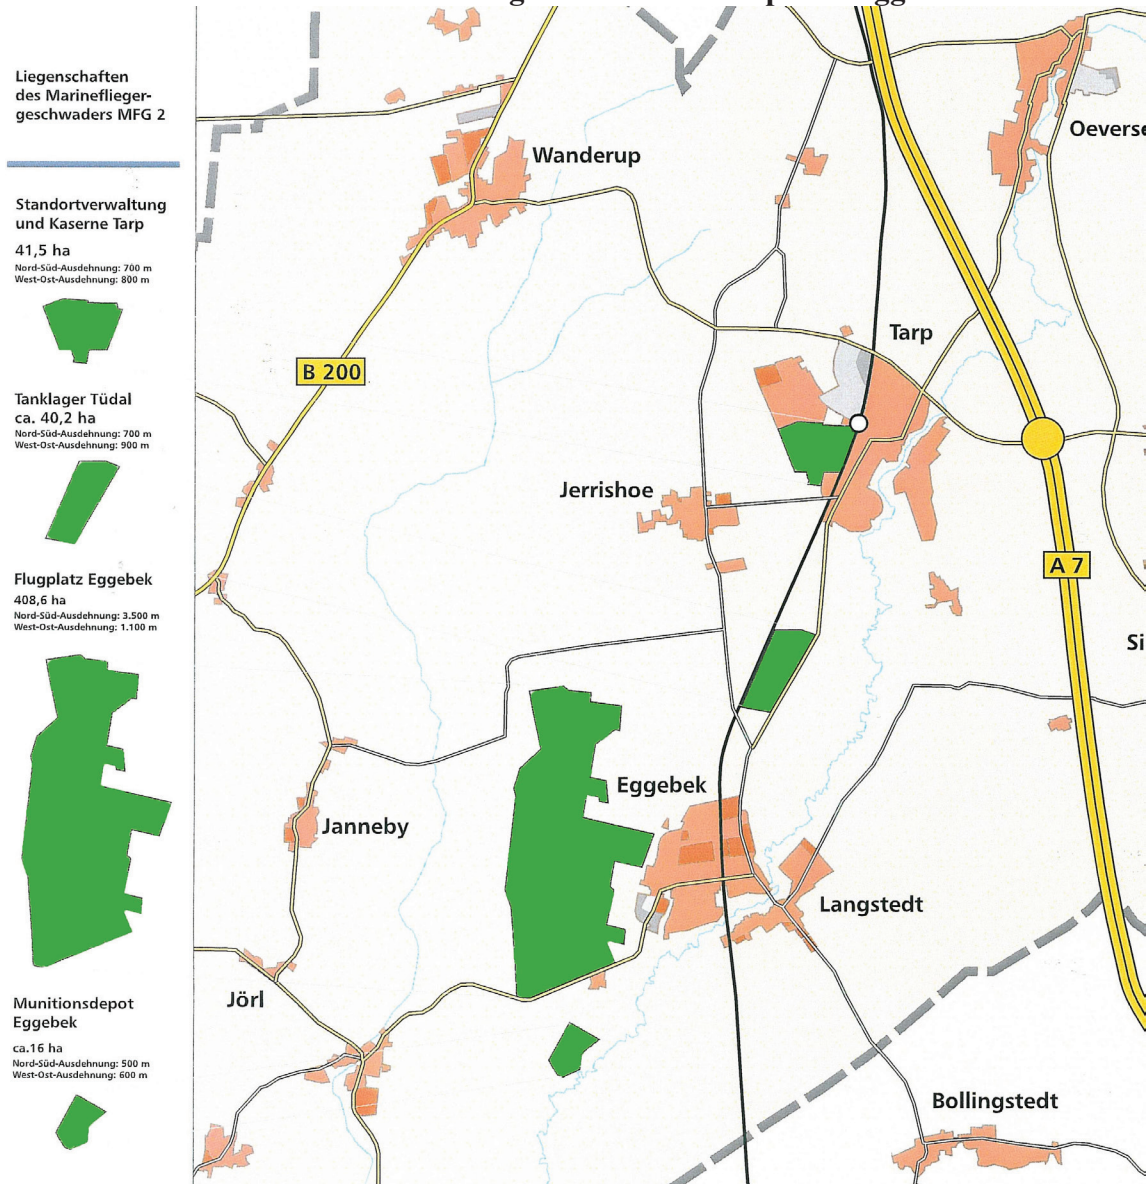 Liegenschaften
des Marineflieger-
geschwaders MFG 2
Standortverwaltung
und Kaserne Tarp
41,5 ha
Nord-Süd-Ausdehnung: 700 m
West-Ost-Ausdehnung: 800 m
Tanklager Tüdal
ca. 40,2 ha
Nord-Süd-Ausdehnung: 700 m
West-Ost-Ausdehnung: 900 m
Flugplatz Eggebek
408,6 ha
Nord-Süd-Ausdehnung: 3.500 m
West-Ost-Ausdehnung: 1.100 m
Munitionsdepot
Eggebek
ca.16 ha
Nord-Süd-Ausdehnung: 500 m
West-Ost-Ausdehnung: 600 m
Oeverse
Wanderup
Tarp
B 200
Jerrishoe
A 7
Si
Eggebek
Janneby
Langstedt
Jörl
Bollingstedt